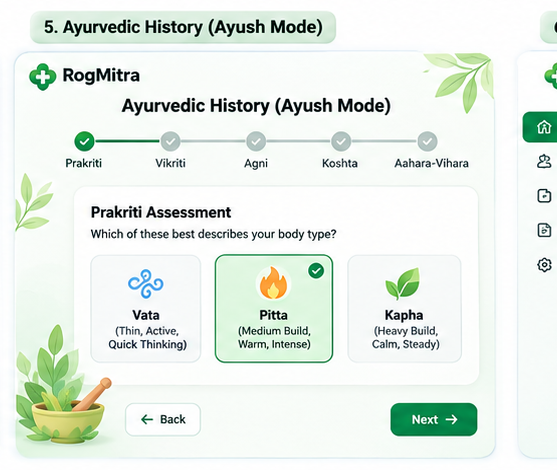 5. Ayurvedic History (Ayush Mode)
RogMitra
Ayurvedic History (Ayush Mode)
Prakriti
Vikriti
Agni
Koshta
Aahara-Vihara
Prakriti Assessment
Which of these best describes your body type?
Vata
(Thin, Active,
Quick Thinking)
Pitta
(Medium Build,
Warm, Intense)
Kapha
(Heavy Build,
Calm, Steady)
← Back
Next →